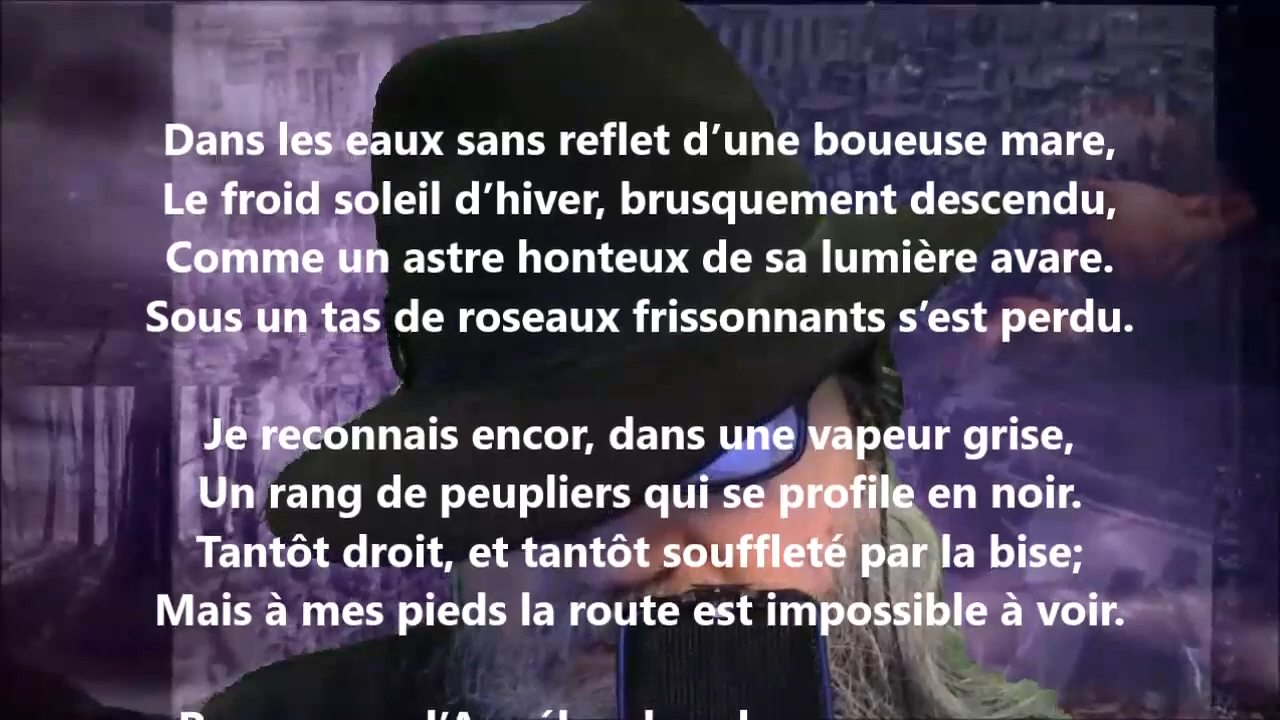 Dans les eaux sans reflet d’une boueuse mare,
Le froid soleil d’hiver, brusquement descendu,
Comme un astre honteux de sa lumière avare.
Sous un tas de roseaux frissonnants s’est perdu.
Je reconnais encor, dans une vapeur grise,
Un rang de peupliers qui se profile en noir.
Tantôt droit, et tantôt souffleté par la bise;
Mais à mes pieds la route est impossible à voir.